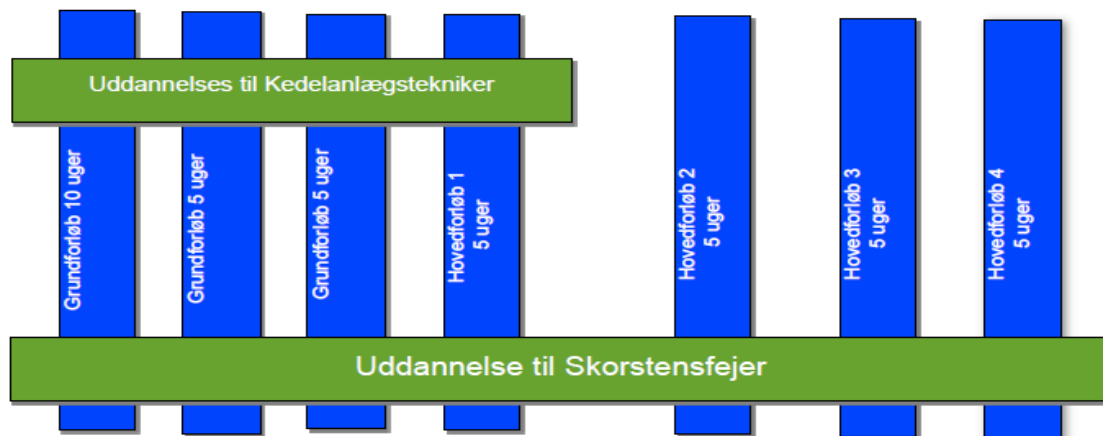 Uddannelses til Kedelanlægstekniker
Grundforløb 10 uger
Grundforløb 5 uger
Grundforløb 5 uger
Hovedforløb 1
5 uger
Hovedforløb 2
5 uger
Hovedforløb 3
5 uger
Hovedforløb 4
5 uger
Uddannelse til Skorstensfejer